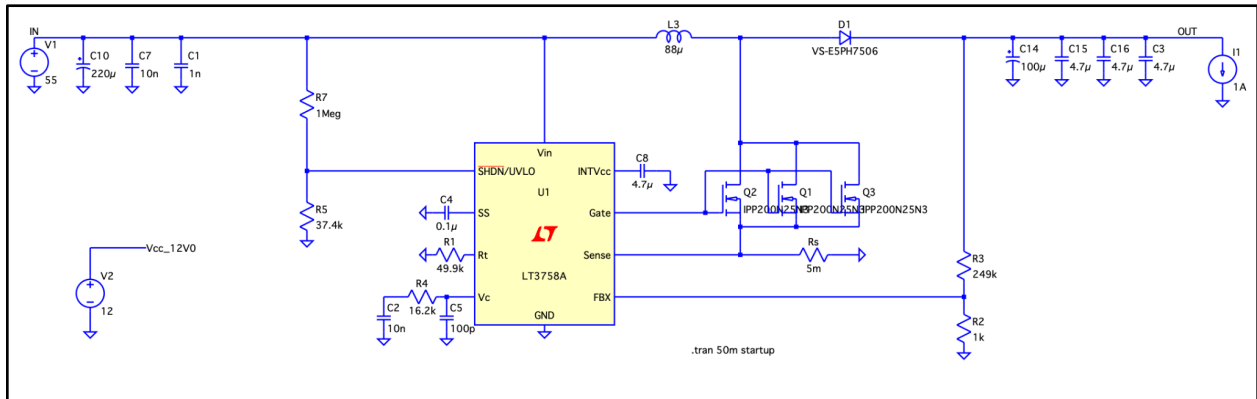 IN
V1
55
C10
220µ
C7
10n
C1
1n
R7
1Meg
R5
37.4k
L3
88µ
D1
VS-E5PH7506
OUT
C14
100µ
C15
4.7µ
C16
4.7µ
C3
4.7µ
I1
1A
Vin
SHDN/UVLO
INTVcc
U1
SS
Gate
Rt
Sense
LT3758A
Vc
FBX
GND
C8
4.7µ
C4
0.1µ
R1
49.9k
R4
16.2k
C2
10n
C5
100p
Q2
IPP200N25N3
Q1
IPP200N25N3
Q3
IPP200N25N3
Rs
5m
R3
249k
R2
1k
Vcc_12V0
V2
12
.tran 50m startup